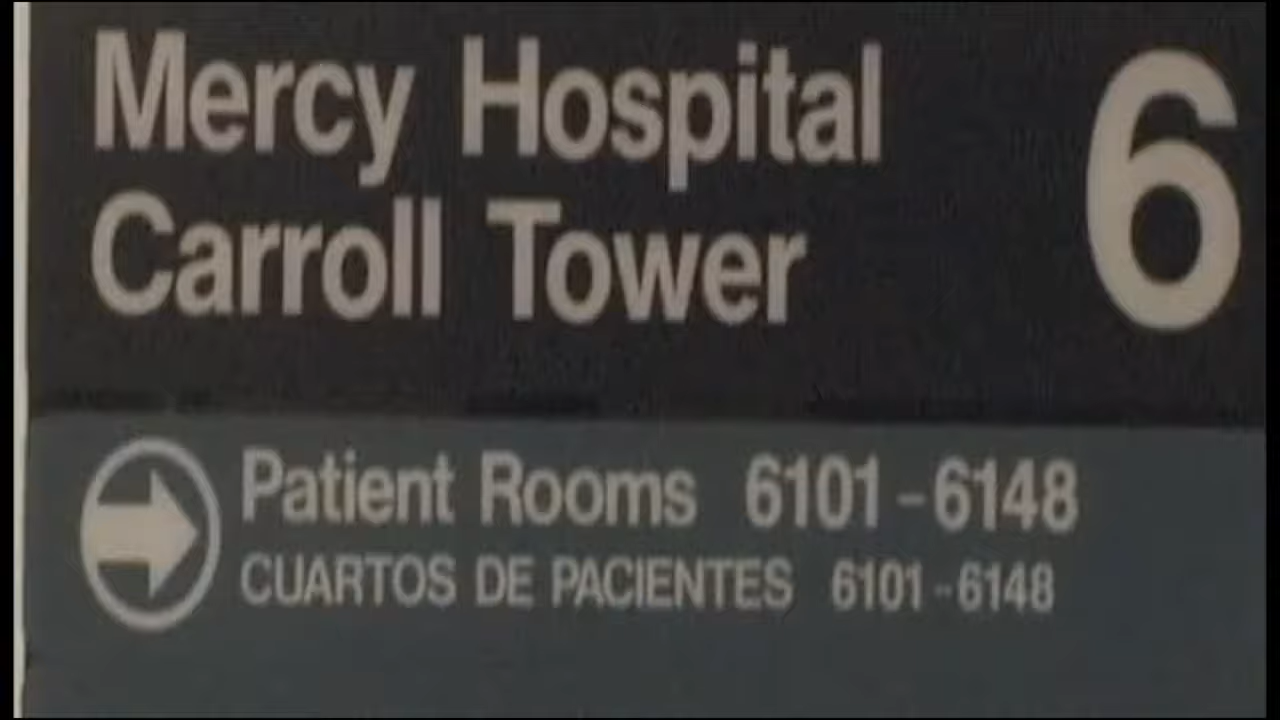 Mercy Hospital
Carroll Tower
6
Patient Rooms 6101-6148
CUARTOS DE PACIENTES 6101-6148